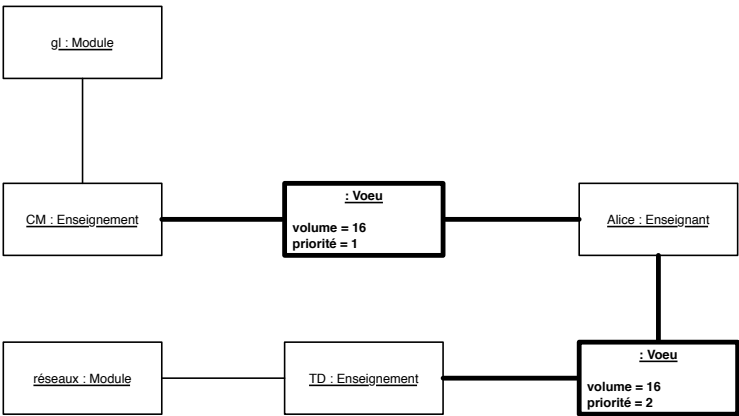 gl : Module
CM : Enseignement
: Voeu
volume = 16
priorité = 1
Alice : Enseignant
réseaux : Module
TD : Enseignement
: Voeu
volume = 16
priorité = 2